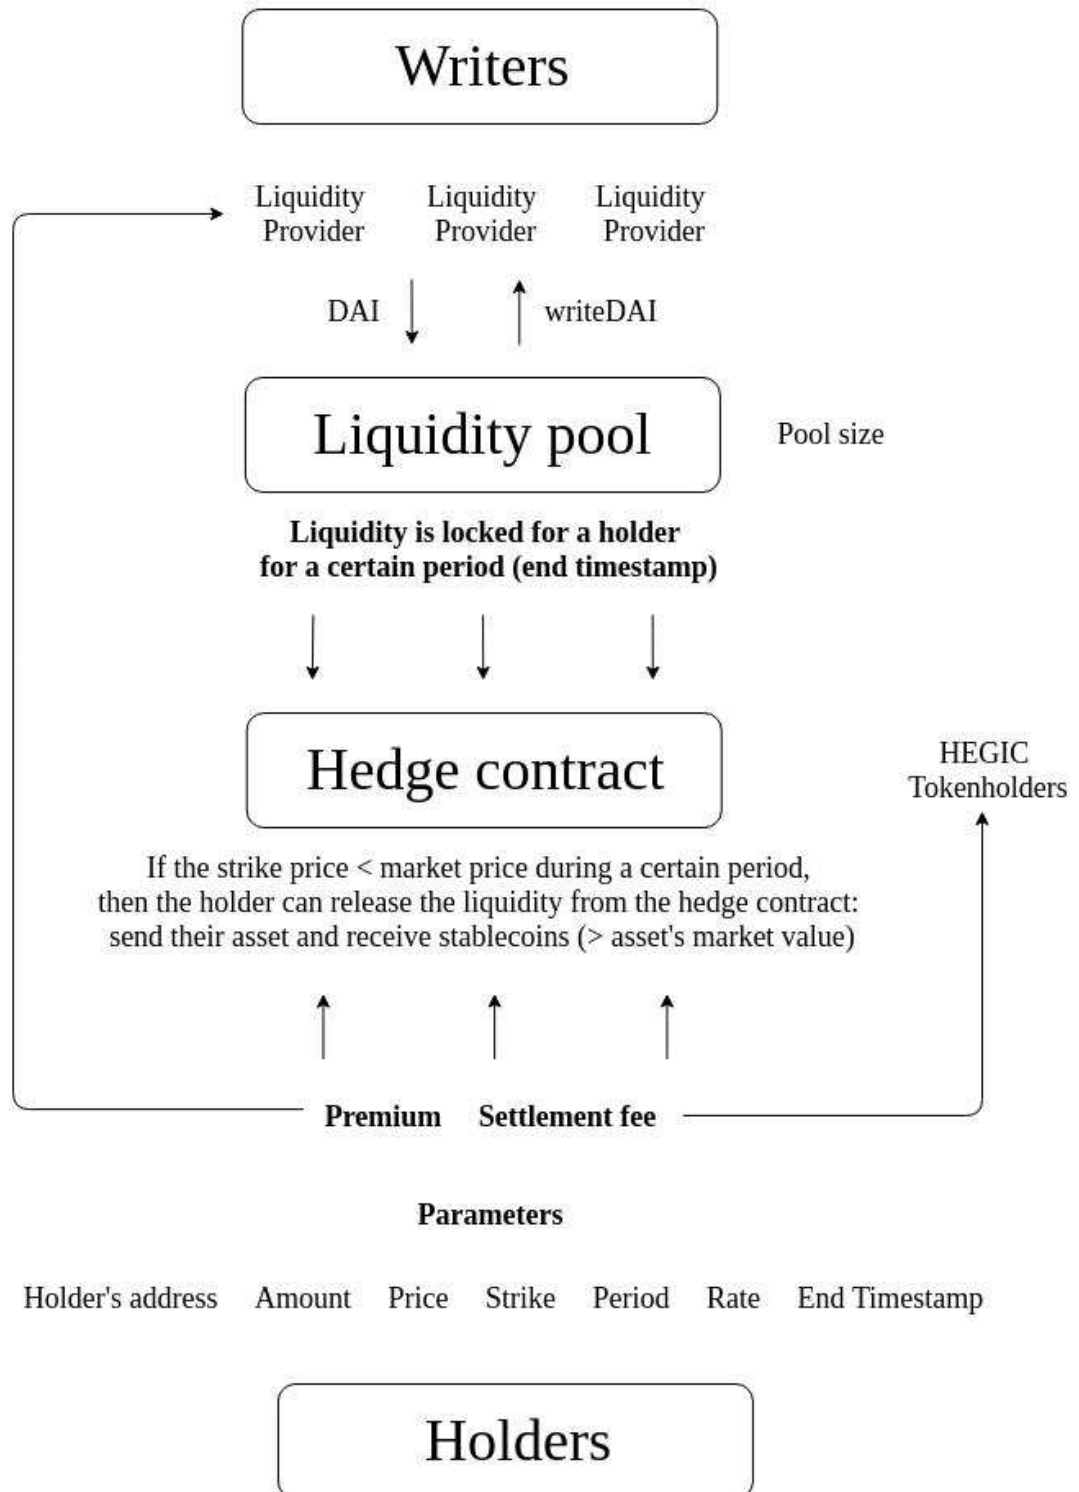 Writers
Liquidity Provider
Liquidity Provider
Liquidity Provider
DAI
writeDAI
Liquidity pool
Pool size
Liquidity is locked for a holder
for a certain period (end timestamp)
Hedge contract
HEGIC
Tokenholders
If the strike price < market price during a certain period,
then the holder can release the liquidity from the hedge contract:
send their asset and receive stablecoins (> asset's market value)
Premium Settlement fee
Parameters
Holder's address Amount Price Strike Period Rate End Timestamp
Holders